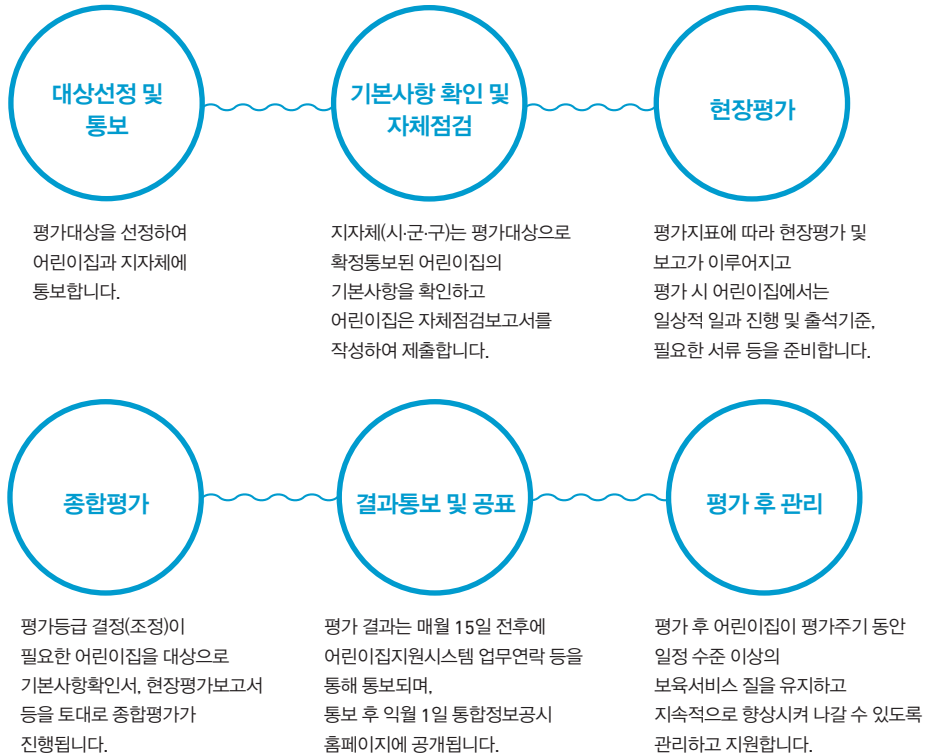 대상선정 및
통보
기본사항 확인 및
자체점검
현장평가
평가대상을 선정하여
어린이집과 지자체에
통보합니다.
지자체(시·군·구)는 평가대상으로
확정통보된 어린이집의
기본사항을 확인하고
어린이집은 자체점검보고서를
작성하여 제출합니다.
평가지표에 따라 현장평가 및
보고가 이루어지고
평가 시 어린이집에서는
일상적 일과 진행 및 출석기준,
필요한 서류 등을 준비합니다.
종합평가
결과통보 및 공표
평가 후 관리
평가등급 결정(조정)이
필요한 어린이집을 대상으로
기본사항확인서, 현장평가보고서
등을 토대로 종합평가가
진행됩니다.
평가 결과는 매월 15일 전후에
어린이집지원시스템 업무연락 등을
통해 통보되며,
통보 후 익월 1일 통합정보공시
홈페이지에 공개됩니다.
평가 후 어린이집이 평가주기 동안
일정 수준 이상의
보육서비스 질을 유지하고
지속적으로 향상시켜 나갈 수 있도록
관리하고 지원합니다.